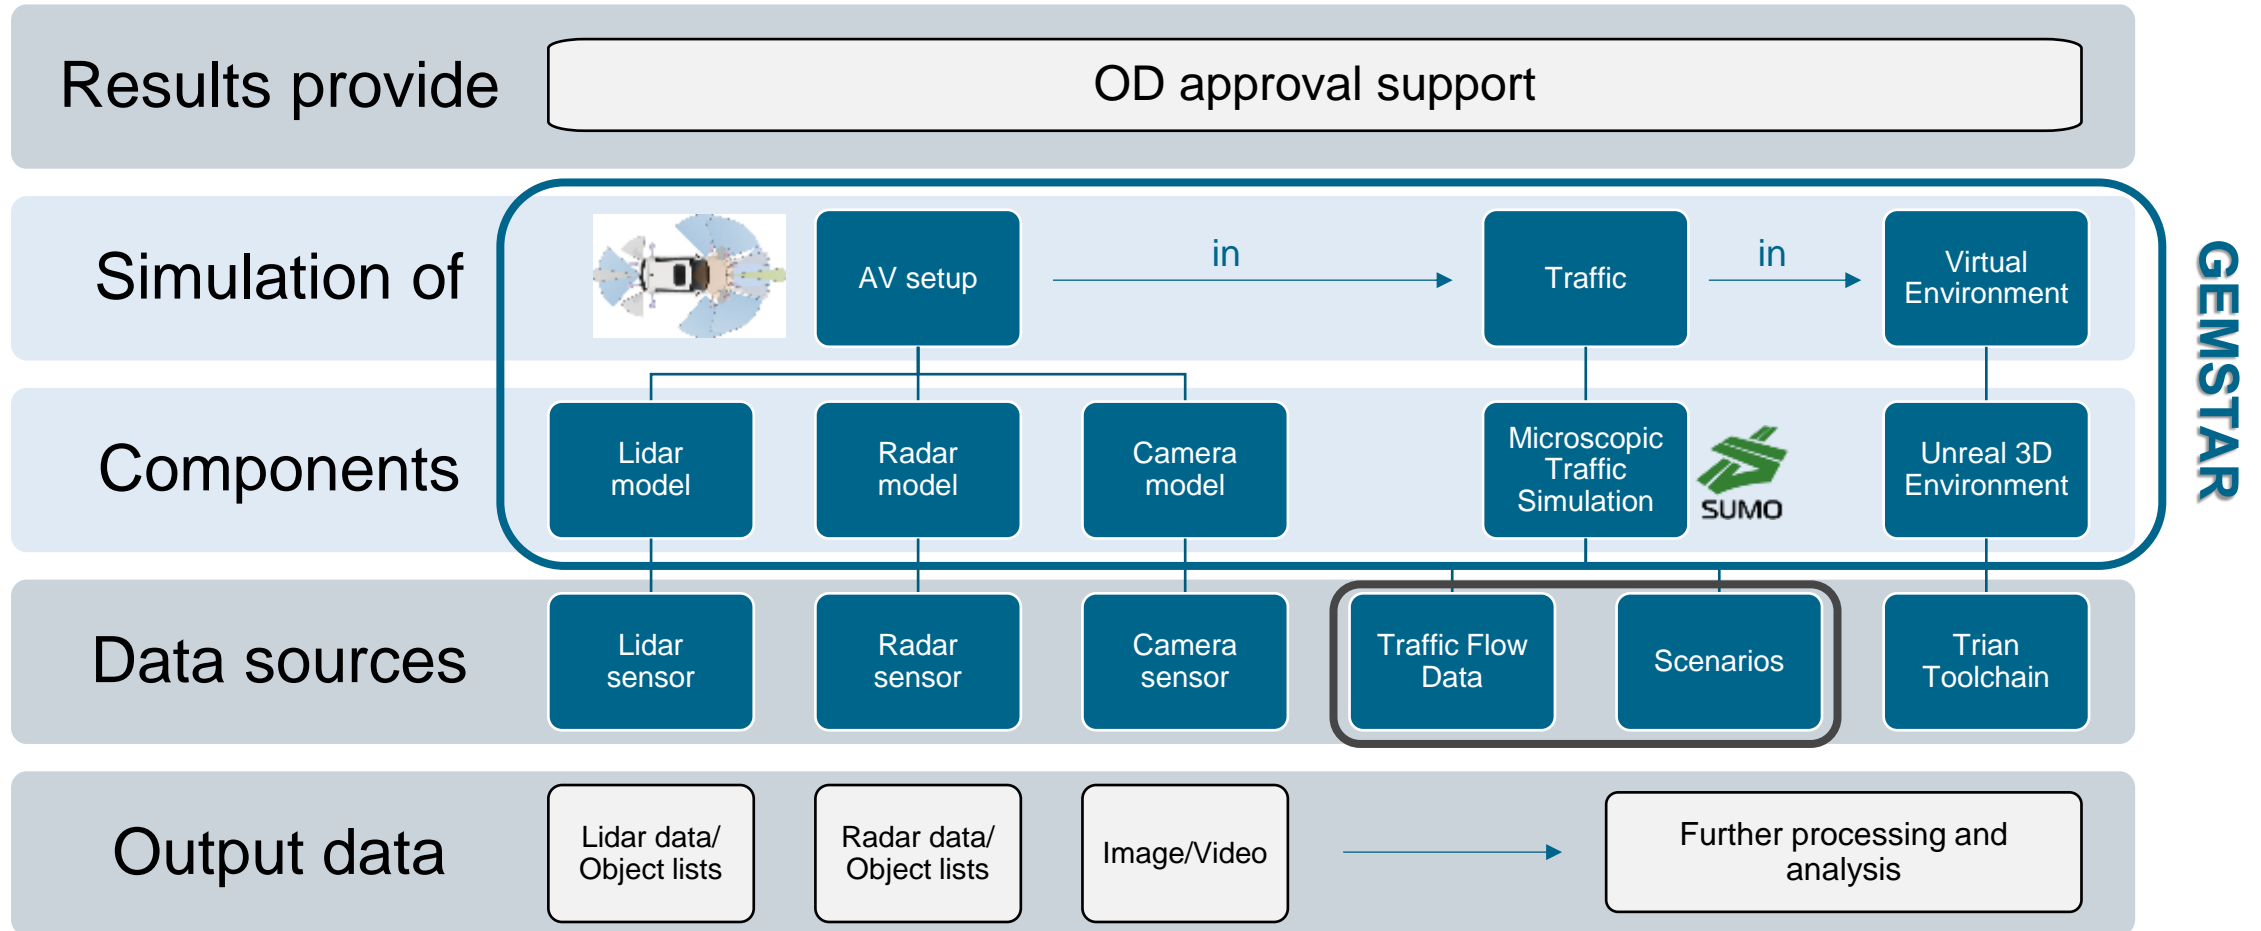 Results provide
OD approval support
Simulation of
AV setup
in
Traffic
in
Virtual
Environment
GEMSTAR
Components
Lidar
model
Radar
model
Camera
model
Microscopic
Traffic
Simulation
SUMO
Unreal 3D
Environment
Data sources
Lidar
sensor
Radar
sensor
Camera
sensor
Traffic Flow
Data
Scenarios
Trian
Toolchain
Output data
Lidar data/
Object lists
Radar data/
Object lists
Image/Video
Further processing and
analysis